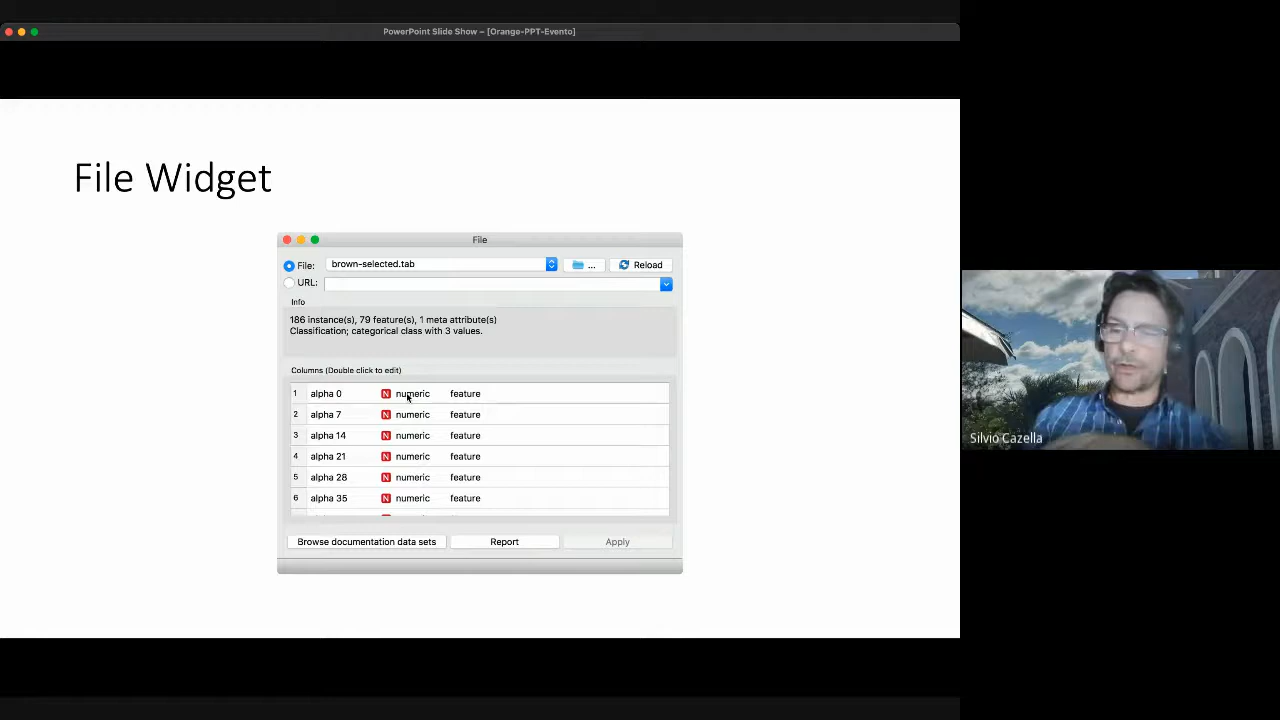 PowerPoint Slide Show – [Orange-PPT-Evento]
File Widget
File
File: brown-selected.tab ... Reload
URL:
Info
186 instance(s), 79 feature(s), 1 meta attribute(s)
Classification; categorical class with 3 values.
Columns (Double click to edit)
1 alpha 0 N numeric feature
2 alpha 7 N numeric feature
3 alpha 14 N numeric feature
4 alpha 21 N numeric feature
5 alpha 28 N numeric feature
6 alpha 35 N numeric feature
Browse documentation data sets Report Apply
Silvio Cazella